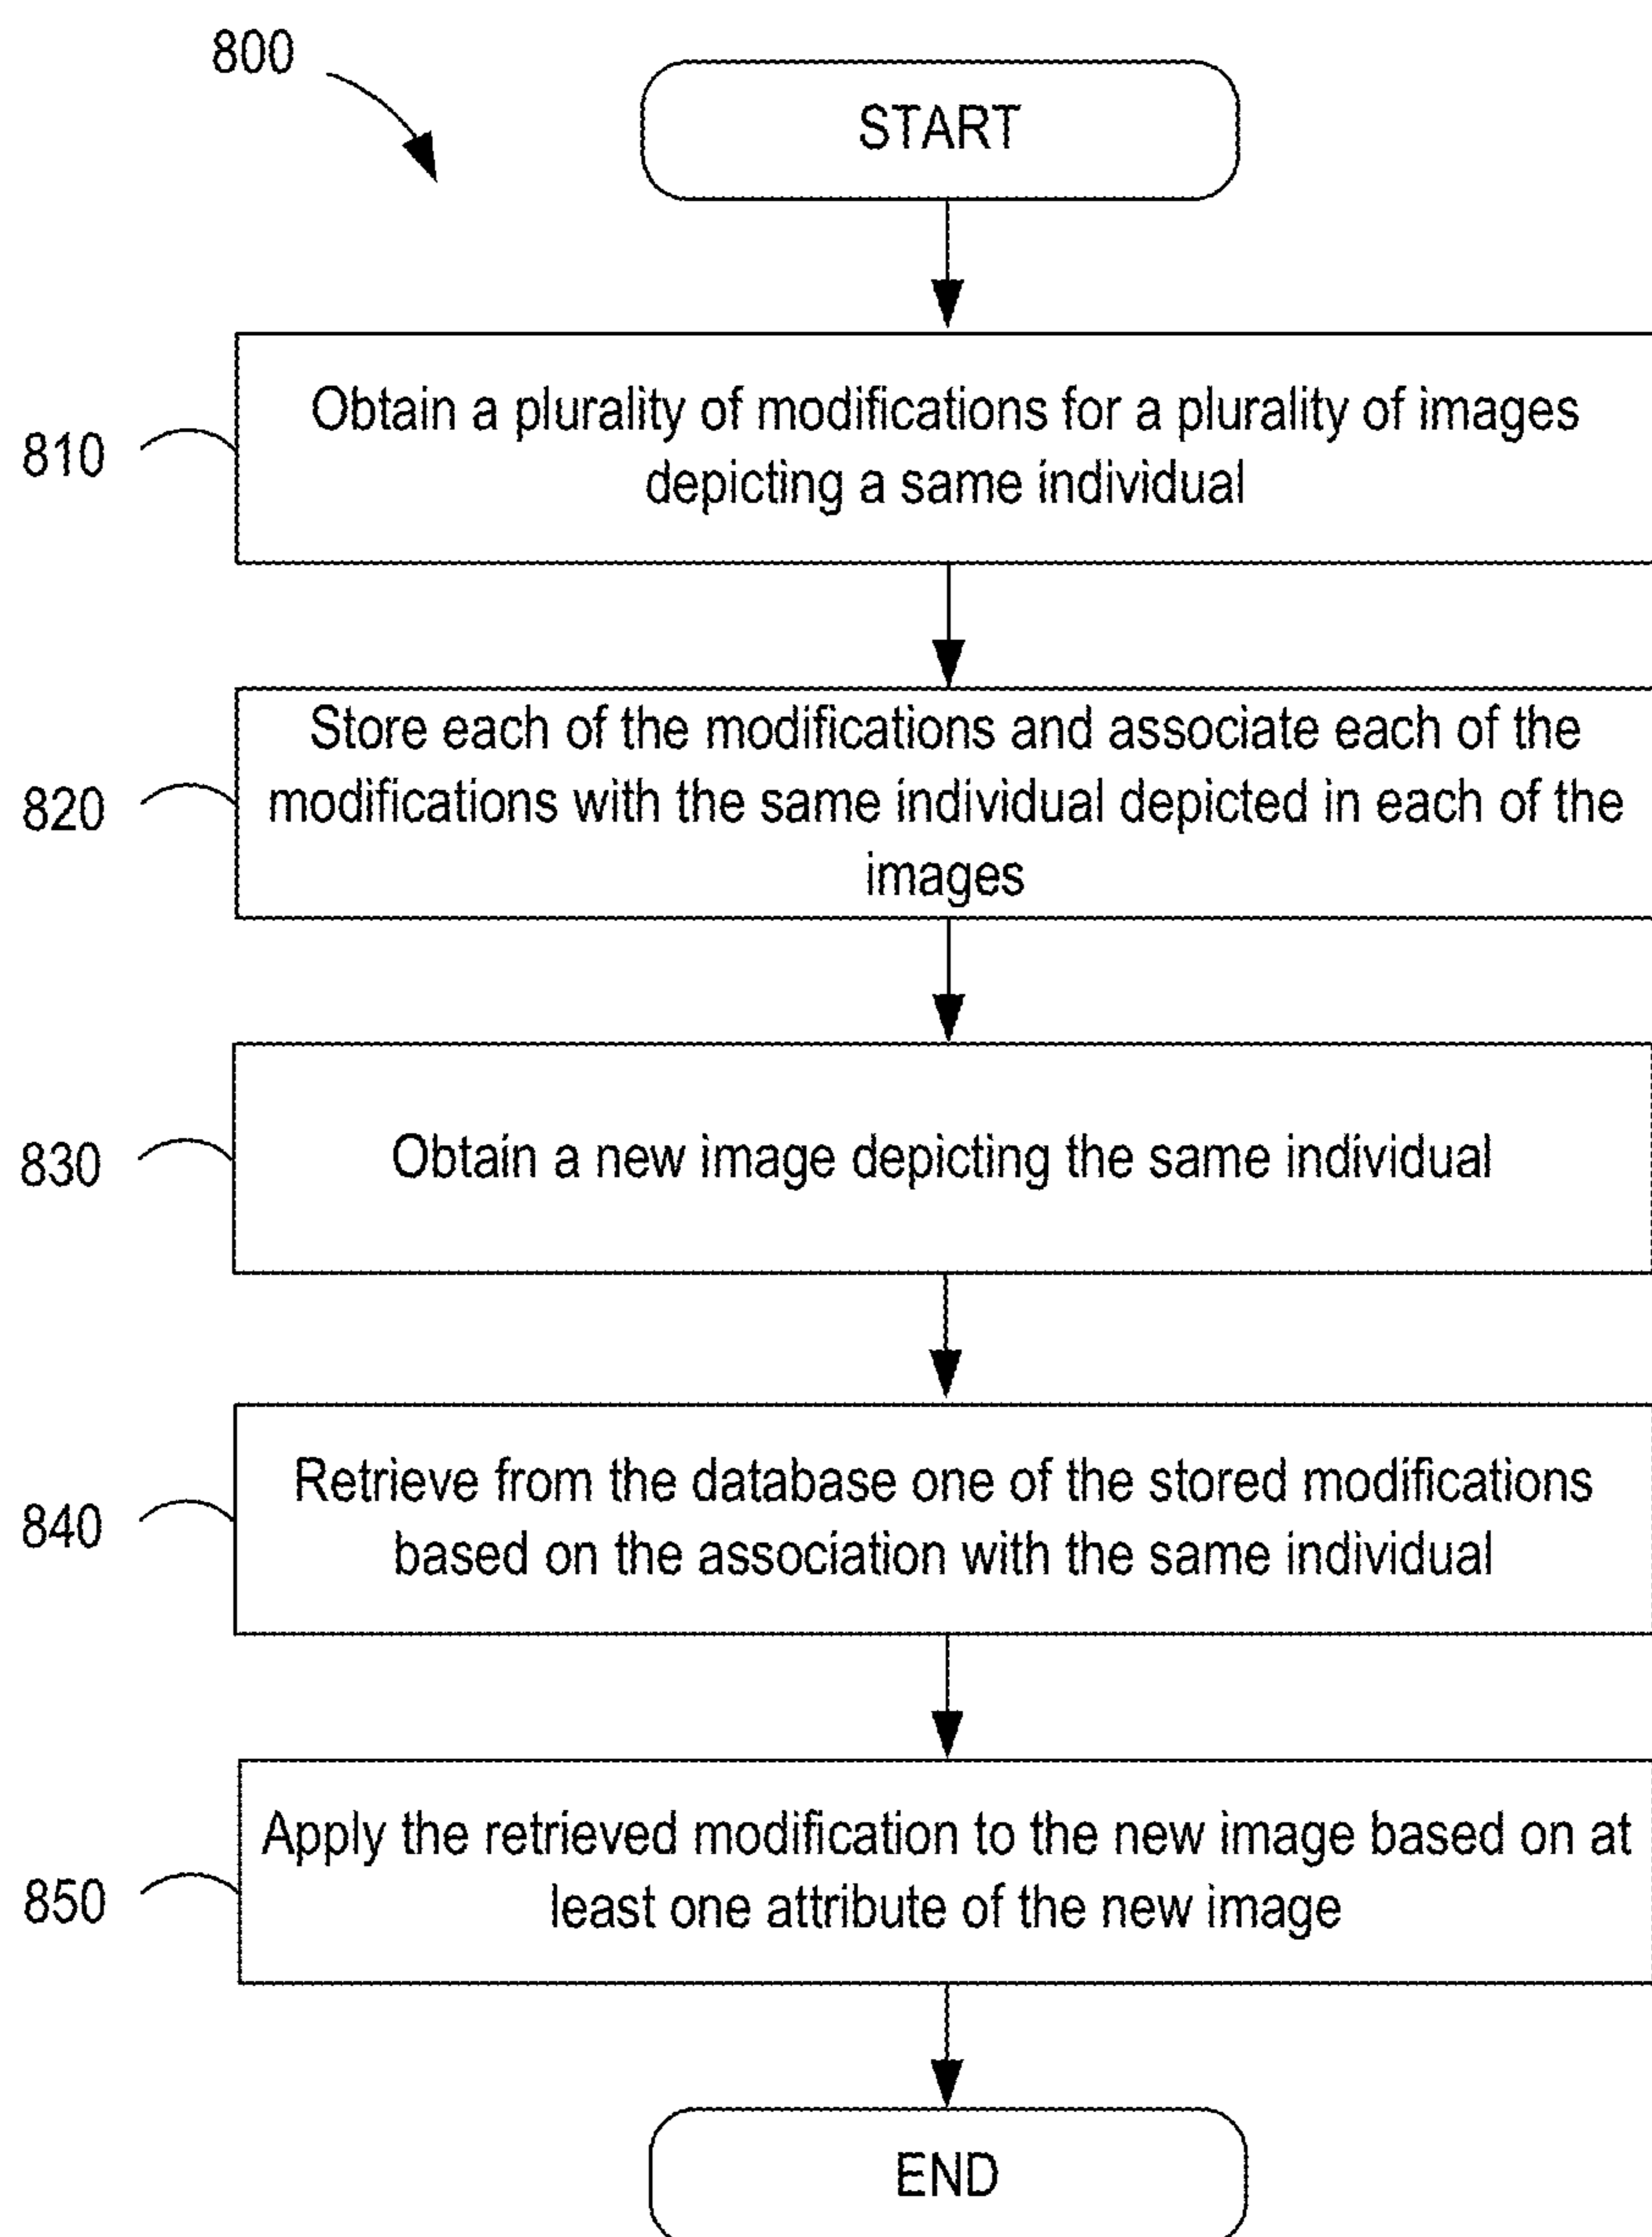 800
START
810
Obtain a plurality of modifications for a plurality of images
depicting a same individual
820
Store each of the modifications and associate each of the
modifications with the same individual depicted in each of the
images
830
Obtain a new image depicting the same individual
840
Retrieve from the database one of the stored modifications
based on the association with the same individual
850
Apply the retrieved modification to the new image based on at
least one attribute of the new image
END